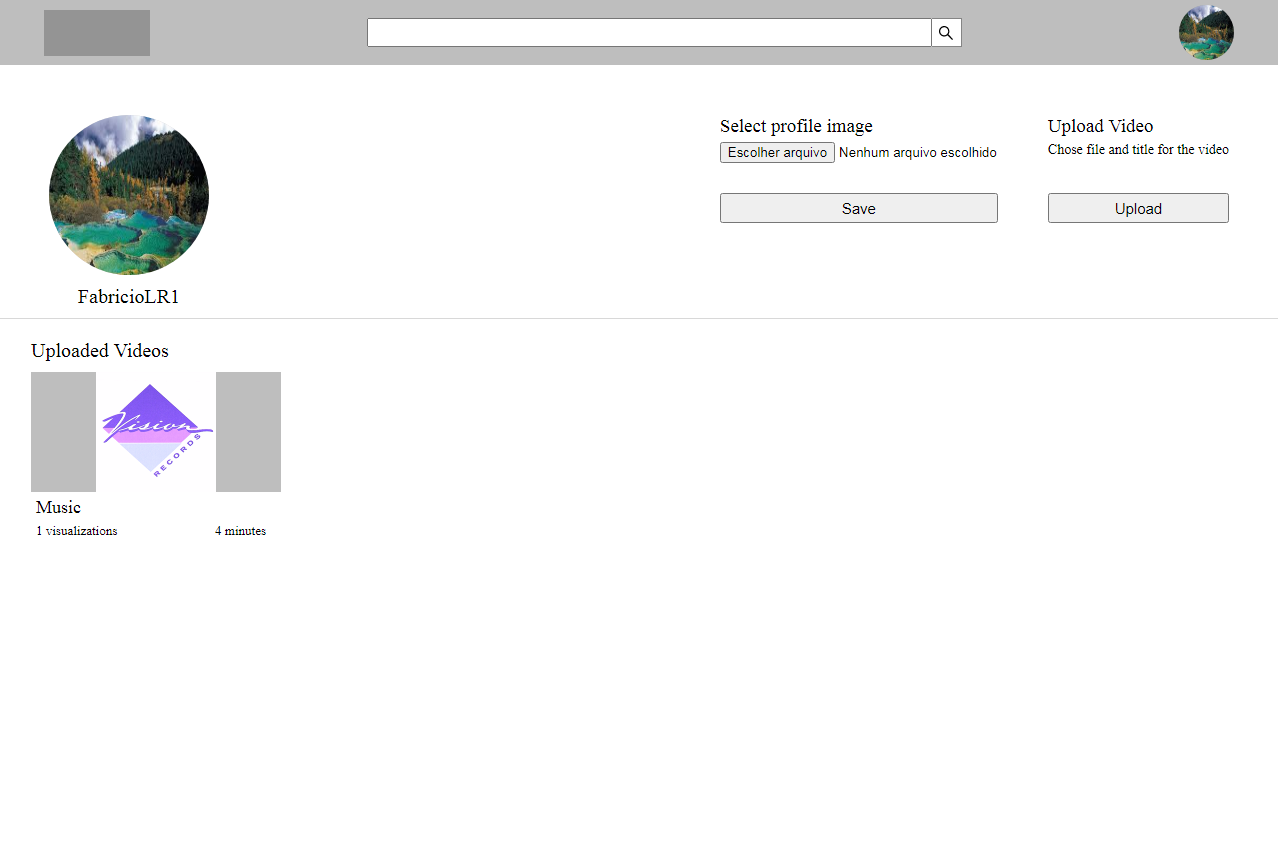 Select profile image
Escolher arquivo Nenhum arquivo escolhido
Save
Upload Video
Chose file and title for the video
Upload
FabricioLR1
Uploaded Videos
Vision
RECORDS
Music
1 visualizations 4 minutes